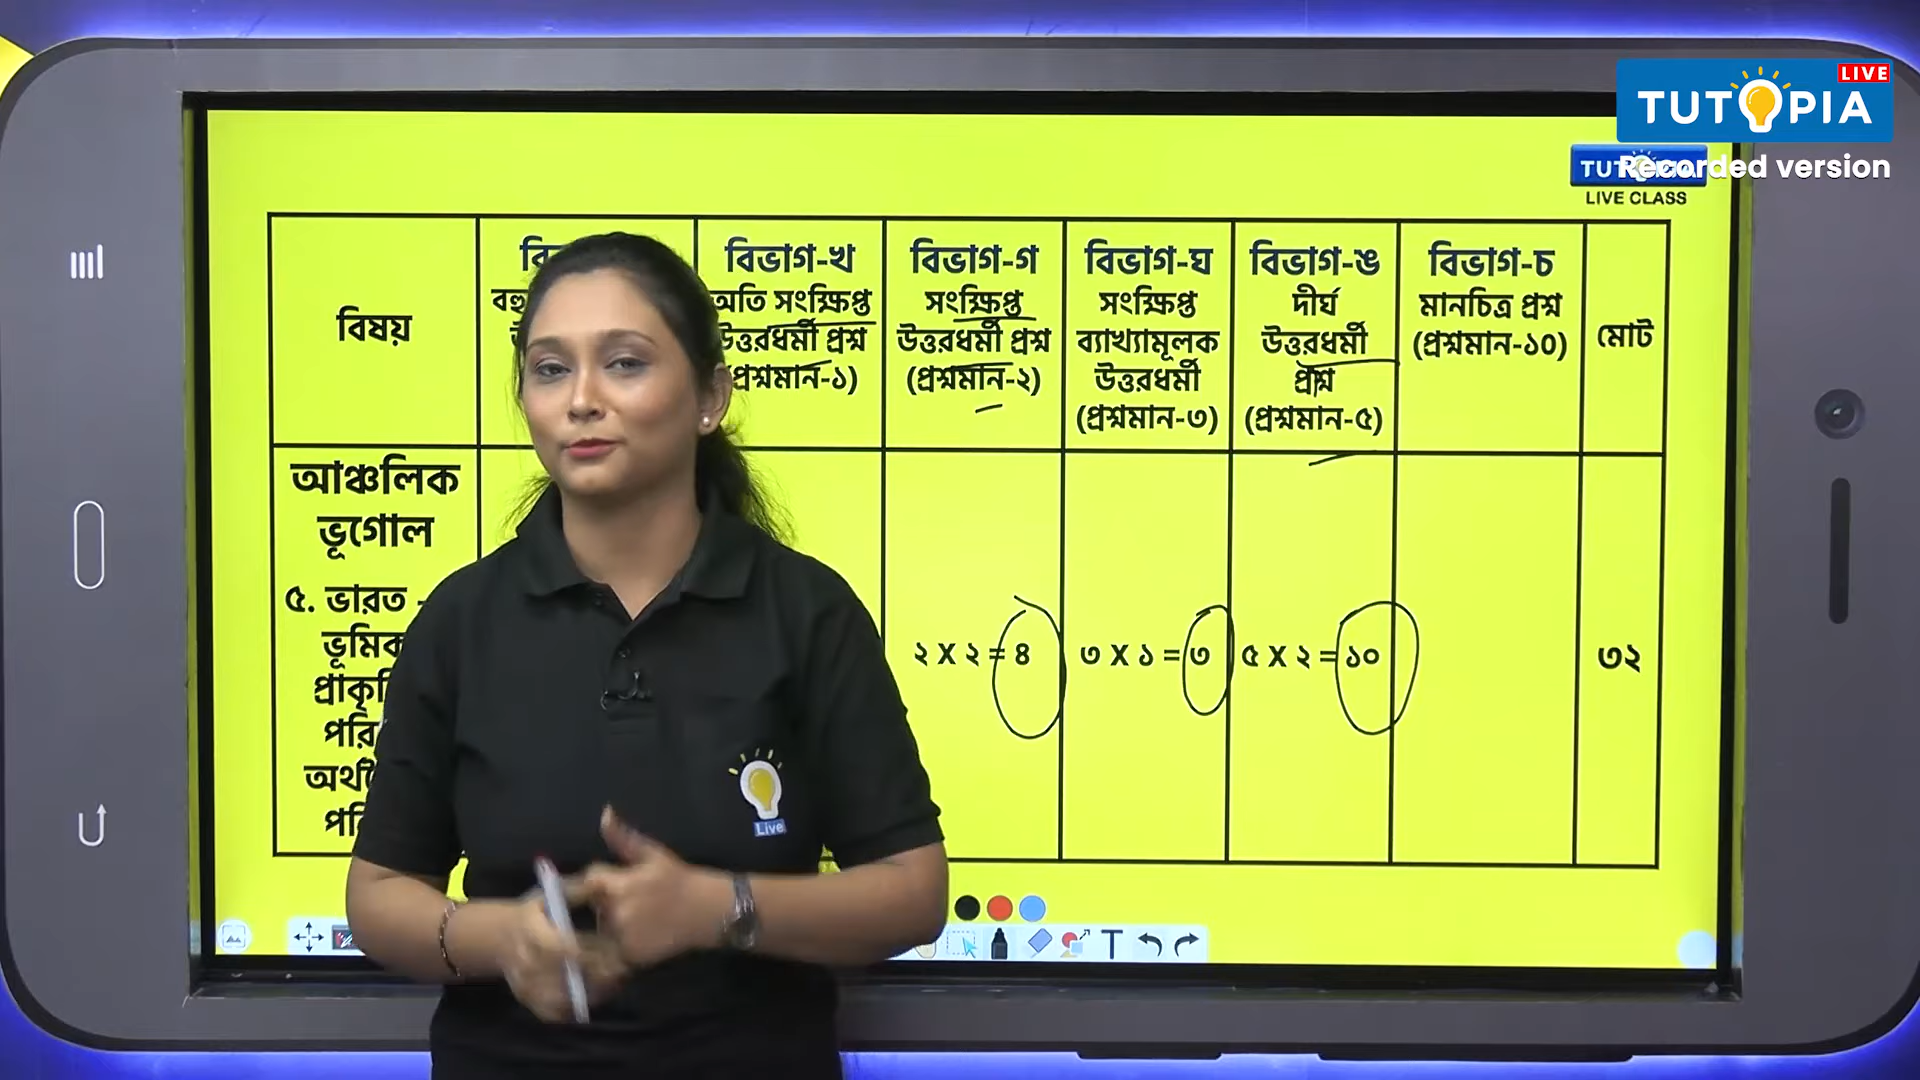 LIVE
TUTOPIA
Recorded version
LIVE CLASS
বিষয়
বিভাগ-খ
অতি সংক্ষিপ্ত
উত্তরধর্মী প্রশ্ন
(প্রশ্নমান-১)
বিভাগ-গ
সংক্ষিপ্ত
উত্তরধর্মী প্রশ্ন
(প্রশ্নমান-২)
বিভাগ-ঘ
সংক্ষিপ্ত
ব্যাখ্যামূলক
উত্তরধর্মী
(প্রশ্নমান-৩)
বিভাগ-ঙ
দীর্ঘ
উত্তরধর্মী
প্রশ্ন
(প্রশ্নমান-৫)
বিভাগ-চ
মানচিত্র প্রশ্ন
(প্রশ্নমান-১০)
মোট
আঞ্চলিক
ভূগোল
৫. ভারত -
২ X ২ = ৪
৩ X ১ = ৩
৫ X ২ = ১০
৩২
Live